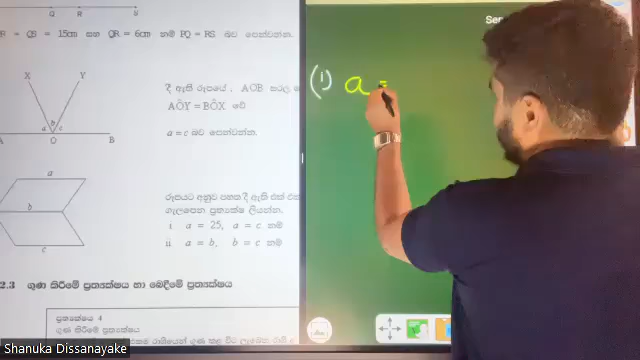 Q R
QS = 15cm සහ QR = 6cm නම් PQ = RS බව පෙන්වන්න.
X Y
දී ඇති රූපයේ, AOB සරල
AÔY = BÔX වේ
a b c
O B
a = c බව පෙන්වන්න.
a
b
c
රූපයට අනුව පහත දී ඇති එක් එක්
ගැලපෙන ප්‍රත්‍යක්ෂ ලියන්න.
i a = 25, a = c නම්
ii a = b, b = c නම්
2.3 ගුණ කිරීමේ ප්‍රත්‍යක්ෂය හා බෙදීමේ ප්‍රත්‍යක්ෂය
ප්‍රත්‍යක්ෂය 4
ගුණ කිරීමේ ප්‍රත්‍යක්ෂය
(i) a =
Shanuka Dissanayake